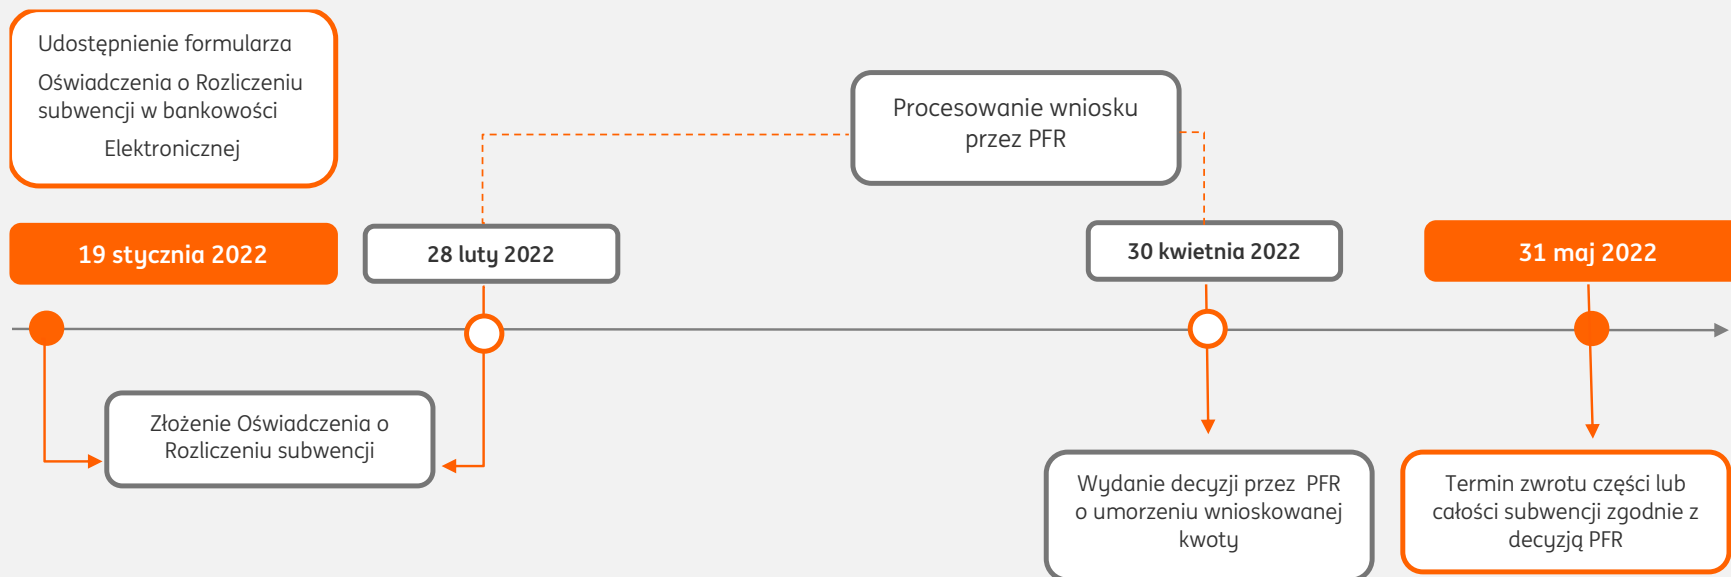 Udostępnienie formularza
Oświadczenia o Rozliczeniu
subwencji w bankowości
Elektronicznej
Procesowanie wniosku
przez PFR
19 stycznia 2022
28 luty 2022
30 kwietnia 2022
31 maj 2022
Złożenie Oświadczenia o
Rozliczeniu subwencji
Wydanie decyzji przez PFR
o umorzeniu wnioskowanej
kwoty
Termin zwrotu części lub
całości subwencji zgodnie z
decyzją PFR